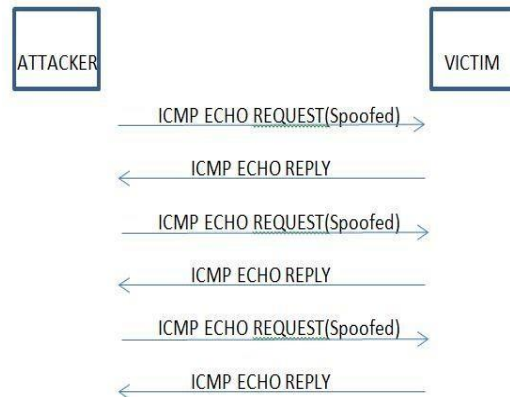 ATTACKER
VICTIM
ICMP ECHO REQUEST(Spoofed)
ICMP ECHO REPLY
ICMP ECHO REQUEST(Spoofed)
ICMP ECHO REPLY
ICMP ECHO REQUEST(Spoofed)
ICMP ECHO REPLY